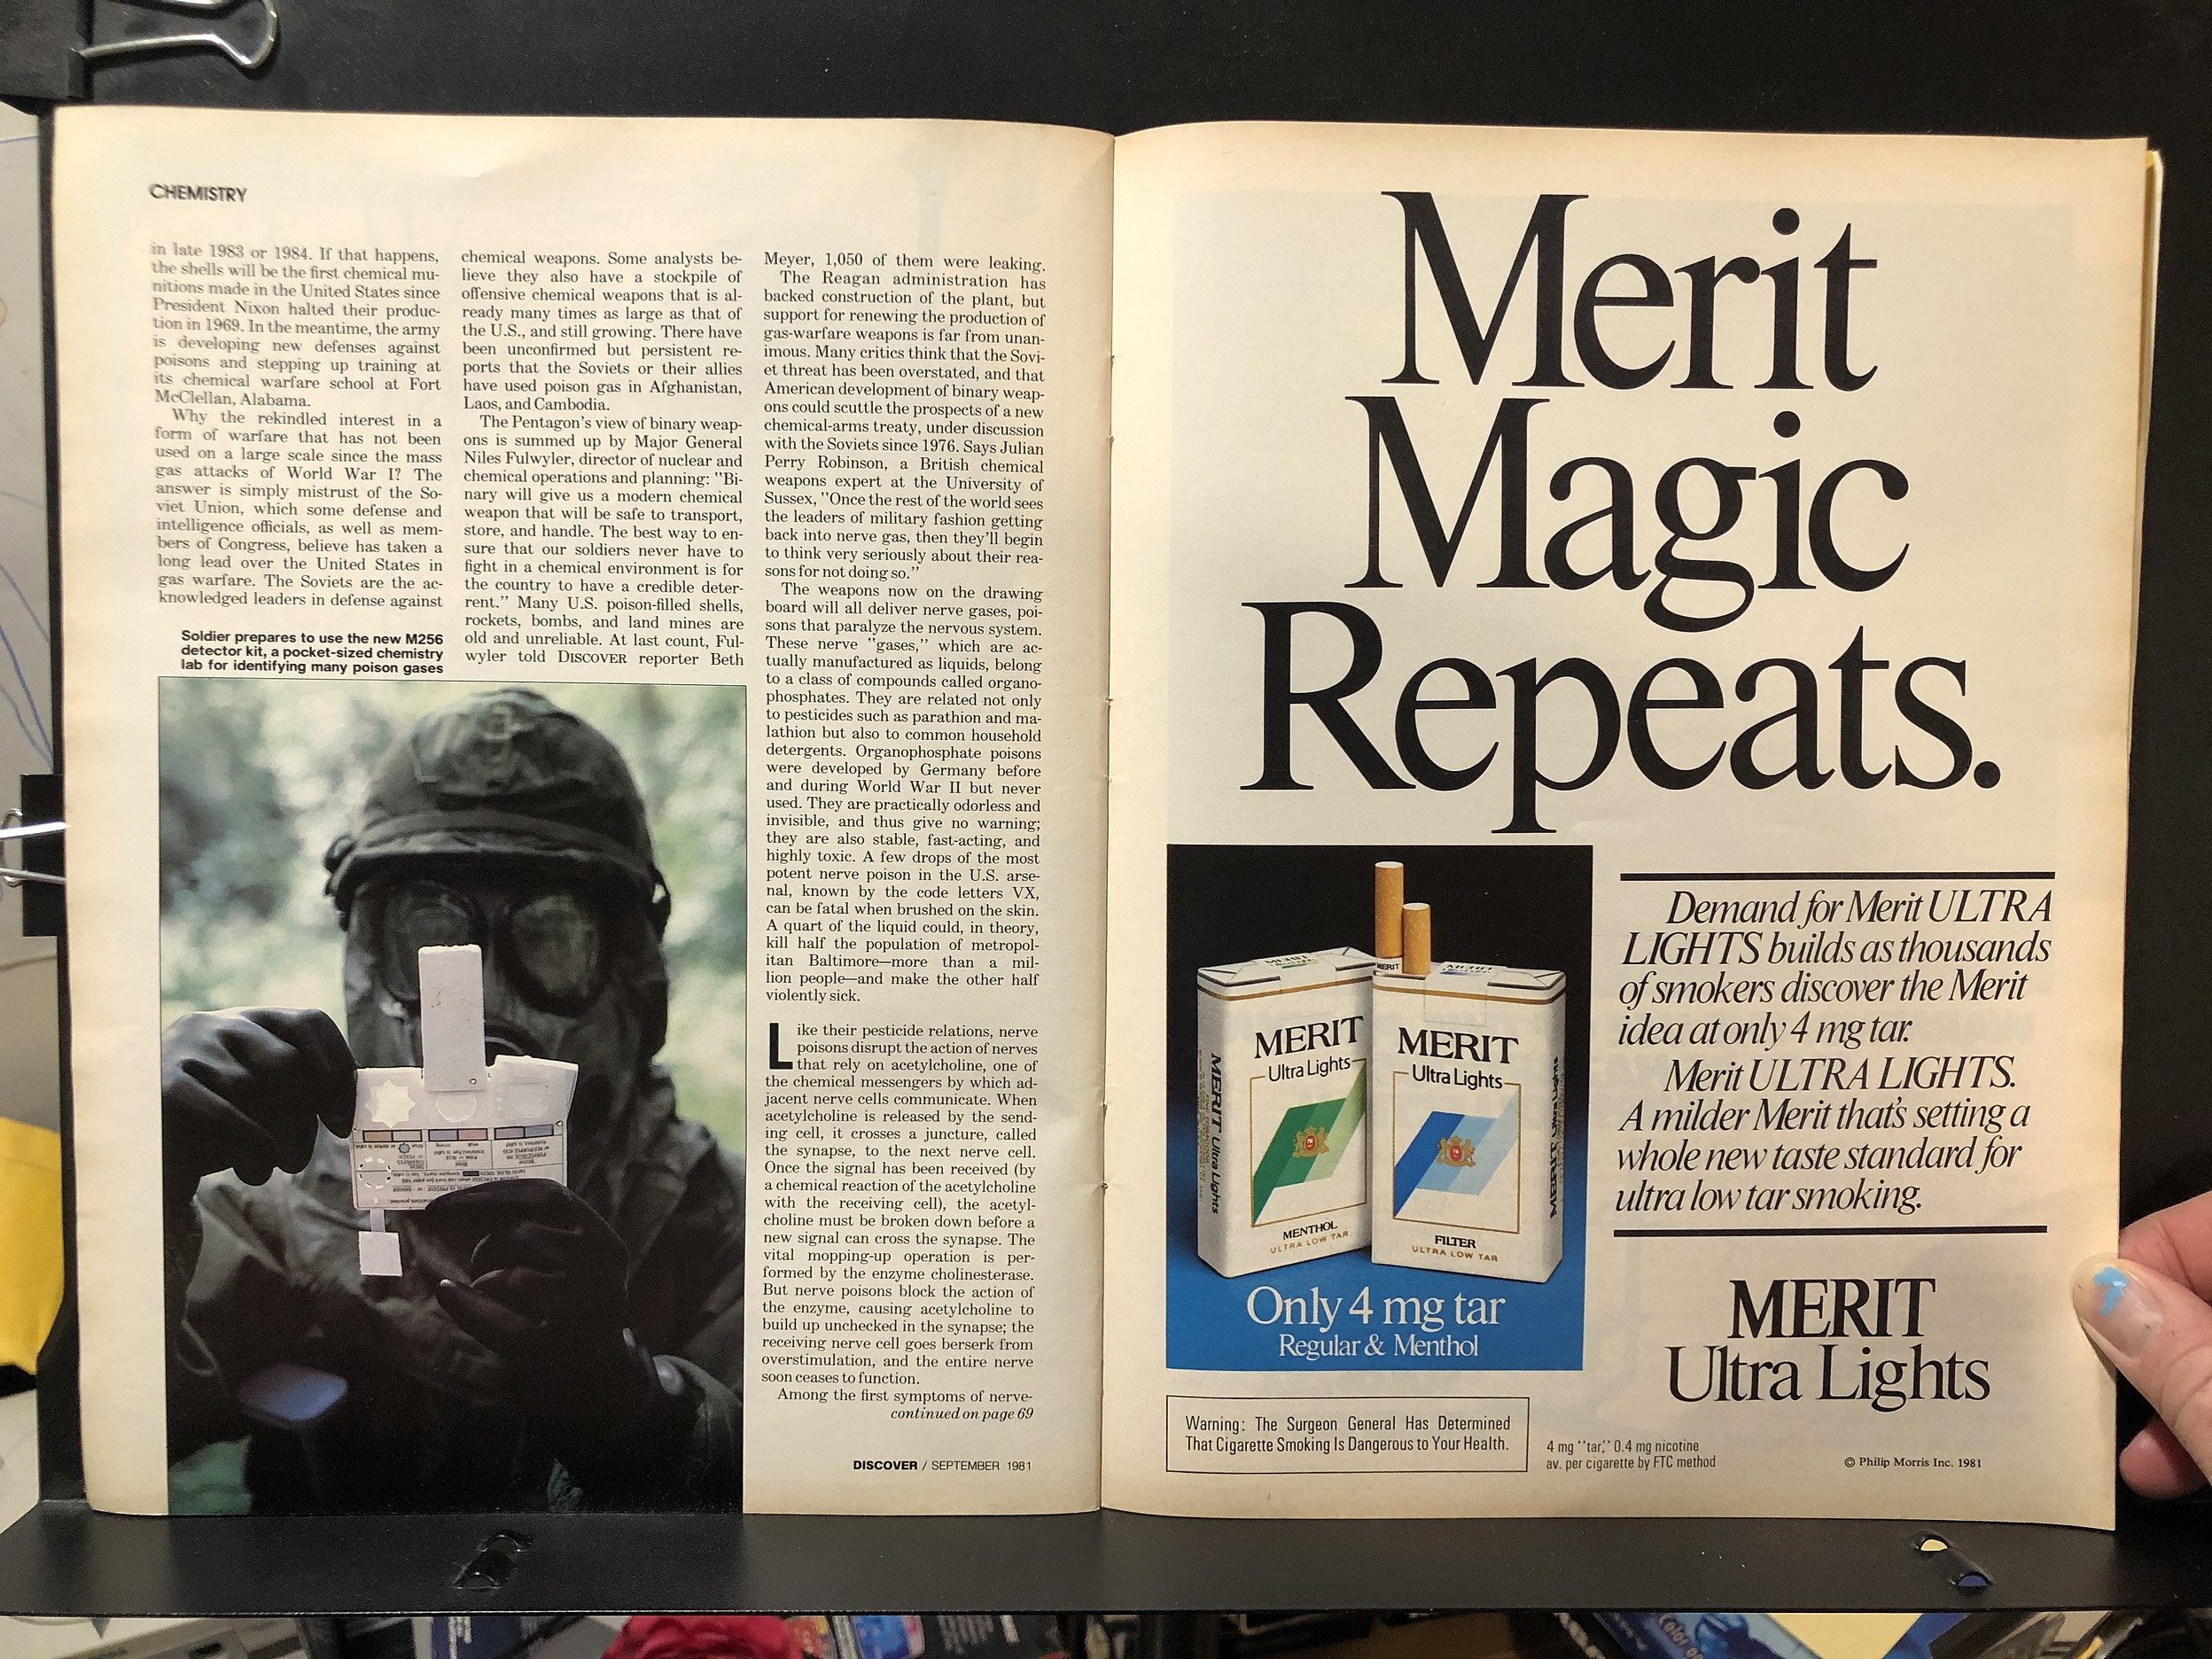 CHEMISTRY
in late 1983 or 1984. If that happens,
the shells will be the first chemical mu-
nitions made in the United States since
President Nixon halted their produc-
tion in 1969. In the meantime, the army
is developing new defenses against
poisons and stepping up training at
its chemical warfare school at Fort
McClellan, Alabama.
Why the rekindled interest in a
form of warfare that has not been
used on a large scale since the mass
gas attacks of World War I? The
answer is simply mistrust of the So-
viet Union, which some defense and
intelligence officials, as well as mem-
bers of Congress, believe has taken a
long lead over the United States in
gas warfare. The Soviets are the ac-
knowledged leaders in defense against
Soldier prepares to use the new M256
detector kit, a pocket-sized chemistry
lab for identifying many poison gases
chemical weapons. Some analysts be-
lieve they also have a stockpile of
offensive chemical weapons that is al-
ready many times as large as that of
the U.S., and still growing. There have
been unconfirmed but persistent re-
ports that the Soviets or their allies
have used poison gas in Afghanistan,
Laos, and Cambodia.
The Pentagon's view of binary weap-
ons is summed up by Major General
Niles Fulwyler, director of nuclear and
chemical operations and planning: "Bi-
nary will give us a modern chemical
weapon that will be safe to transport,
store, and handle. The best way to en-
sure that our soldiers never have to
fight in a chemical environment is for
the country to have a credible deter-
rent." Many U.S. poison-filled shells,
rockets, bombs, and land mines are
old and unreliable. At last count, Ful-
wyler told DISCOVER reporter Beth
Meyer, 1,050 of them were leaking.
The Reagan administration has
backed construction of the plant, but
support for renewing the production of
gas-warfare weapons is far from unan-
imous. Many critics think that the Sovi-
et threat has been overstated, and that
American development of binary weap-
ons could scuttle the prospects of a new
chemical-arms treaty, under discussion
with the Soviets since 1976. Says Julian
Perry Robinson, a British chemical
weapons expert at the University of
Sussex, "Once the rest of the world sees
the leaders of military fashion getting
back into nerve gas, then they'll begin
to think very seriously about their rea-
sons for not doing so."
The weapons now on the drawing
board will all deliver nerve gases, poi-
sons that paralyze the nervous system.
These nerve "gases," which are ac-
tually manufactured as liquids, belong
to a class of compounds called organo-
phosphates. They are related not only
to pesticides such as parathion and ma-
lathion but also to common household
detergents. Organophosphate poisons
were developed by Germany before
and during World War II but never
used. They are practically odorless and
invisible, and thus give no warning;
they are also stable, fast-acting, and
highly toxic. A few drops of the most
potent nerve poison in the U.S. arse-
nal, known by the code letters VX,
can be fatal when brushed on the skin.
A quart of the liquid could, in theory,
kill half the population of metropol-
itan Baltimore—more than a mil-
lion people—and make the other half
violently sick.
Like their pesticide relations, nerve
poisons disrupt the action of nerves
that rely on acetylcholine, one of
the chemical messengers by which ad-
jacent nerve cells communicate. When
acetylcholine is released by the send-
ing cell, it crosses a juncture, called
the synapse, to the next nerve cell.
Once the signal has been received (by
a chemical reaction of the acetylcholine
with the receiving cell), the acetyl-
choline must be broken down before a
new signal can cross the synapse. The
vital mopping-up operation is per-
formed by the enzyme cholinesterase.
But nerve poisons block the action of
the enzyme, causing acetylcholine to
build up unchecked in the synapse; the
receiving nerve cell goes berserk from
overstimulation, and the entire nerve
soon ceases to function.
Among the first symptoms of nerve-
continued on page 69
DISCOVER / SEPTEMBER 1981
Merit
Magic
Repeats.
MERIT
MERIT
Ultra Lights
MERIT Ultra Lights
MENTHOL
ULTRA LOW TAR
MERIT
Ultra Lights
MERIT Ultra Lights
FILTER
ULTRA LOW TAR
Only 4 mg tar
Regular & Menthol
Demand for Merit ULTRA
LIGHTS builds as thousands
of smokers discover the Merit
idea at only 4 mg tar.
Merit ULTRA LIGHTS.
A milder Merit that's setting a
whole new taste standard for
ultra low tar smoking.
MERIT
Ultra Lights
Warning: The Surgeon General Has Determined
That Cigarette Smoking Is Dangerous to Your Health.
4 mg "tar," 0.4 mg nicotine
av. per cigarette by FTC method
© Philip Morris Inc. 1981